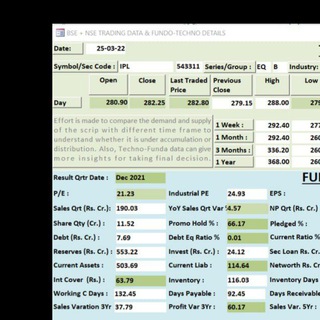 BSE + NSE TRADING DATA & FUNDO-TECHNO DETAILS
Date: 25-03-22
Symbol/Sec Code : IPL 543311 Series/Group : EQ B Industry:
Open Close Last Traded Price Previous Close High Low
Day 280.90 282.25 282.80 279.15 288.00 279
Effort is made to compare the demand and supply
of the scrip with different time frame to
understand whether it is under accumulation or
distribution. Also, Techno-Funda data can give
more insights for taking final decision.
1 Week : 292.40 27
1 Month : 292.40 260
3 Months : 336.20 260
1 Year 368.00 260
Result Qrtr Date : Dec 2021 FU
P/E : 21.23 Industrial PE 24.93 EPS :
Sales Qrt (Rs. Cr.): 190.03 YoY Sales Qrt Var '4.57 NP Qrt (Rs. Cr)
Share Qty (Cr.) : 11.52 Promo Hold % : 66.17 Pledged % :
Debt (Rs. Cr.) : 7.69 Debt Eq Ratio % 0.01 Current Ratio %
Reserves (Rs. Cr.) : 553.22 Invest (Rs. Cr.) : 24.12 Sec Loan Rs. Cr.
Current Assets : 503.69 Current Liab : 114.64 Networth Rs. Cr
Int Cover (Rs.) : 63.79 Inventory : 116.03 Inventory Days
Working C Days : 132.45 Days Payable : 92.45 Days Receivable
Sales Varation 3Yr : 37.79 Profit Var 3Yr : 60.17 Sales Var. 5Yr